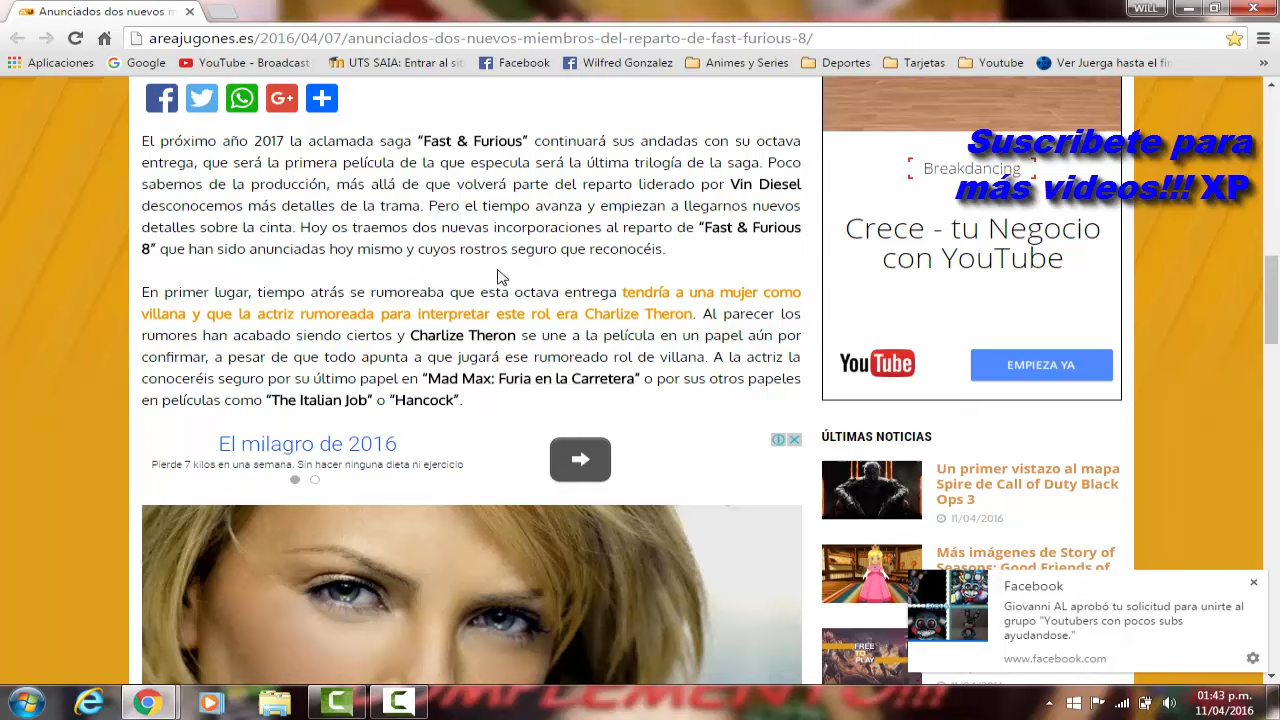 Anunciados dos nuevos m
WILL
areajugones.es/2016/04/07/anunciados-dos-nuevos-miembros-del-reparto-de-fast-furious-8/
Aplicaciones
Google
YouTube - Broadcast
UTS SAIA: Entrar al sit
Facebook
Wilfred Gonzalez
Animes y Series
Deportes
Tarjetas
Youtube
Ver Juerga hasta el fin
»
El próximo año 2017 la aclamada saga “Fast & Furious” continuará sus andadas con su octava
entrega, que será la primera película de la que especula será la última trilogía de la saga. Poco
sabemos de la producción, más allá de que volverá parte del reparto liderado por Vin Diesel
desconocemos más detalles de la trama. Pero el tiempo avanza y empiezan a llegarnos nuevos
detalles sobre la cinta. Hoy os traemos dos nuevas incorporaciones al reparto de “Fast & Furious
8” que han sido anunciadas hoy mismo y cuyos rostros seguro que reconocéis.
En primer lugar, tiempo atrás se rumoreaba que esta octava entrega tendría a una mujer como
villana y que la actriz rumoreada para interpretar este rol era Charlize Theron. Al parecer los
rumores han acabado siendo ciertos y Charlize Theron se une a la película en un papel aún por
confirmar, a pesar de que todo apunta a que jugará ese rumoreado rol de villana. A la actriz la
conoceréis seguro por su último papel en “Mad Max: Furia en la Carretera” o por sus otros papeles
en películas como “The Italian Job” o “Hancock”.
El milagro de 2016
Pierde 7 kilos en una semana. Sin hacer ninguna dieta ni ejercicio
Suscribete para
más videos!!! XP
Breakdancing
Crece - tu Negocio
con YouTube
YouTube
EMPIEZA YA
ÚLTIMAS NOTICIAS
Un primer vistazo al mapa
Spire de Call of Duty Black
Ops 3
11/04/2016
Más imágenes de Story of
Seasons: Good Friends of
FREE
TO
PLAY
Facebook
Giovanni AL aprobó tu solicitud para unirte al
grupo "Youtubers con pocos subs
ayudandose."
www.facebook.com
01:43 p.m.
11/04/2016